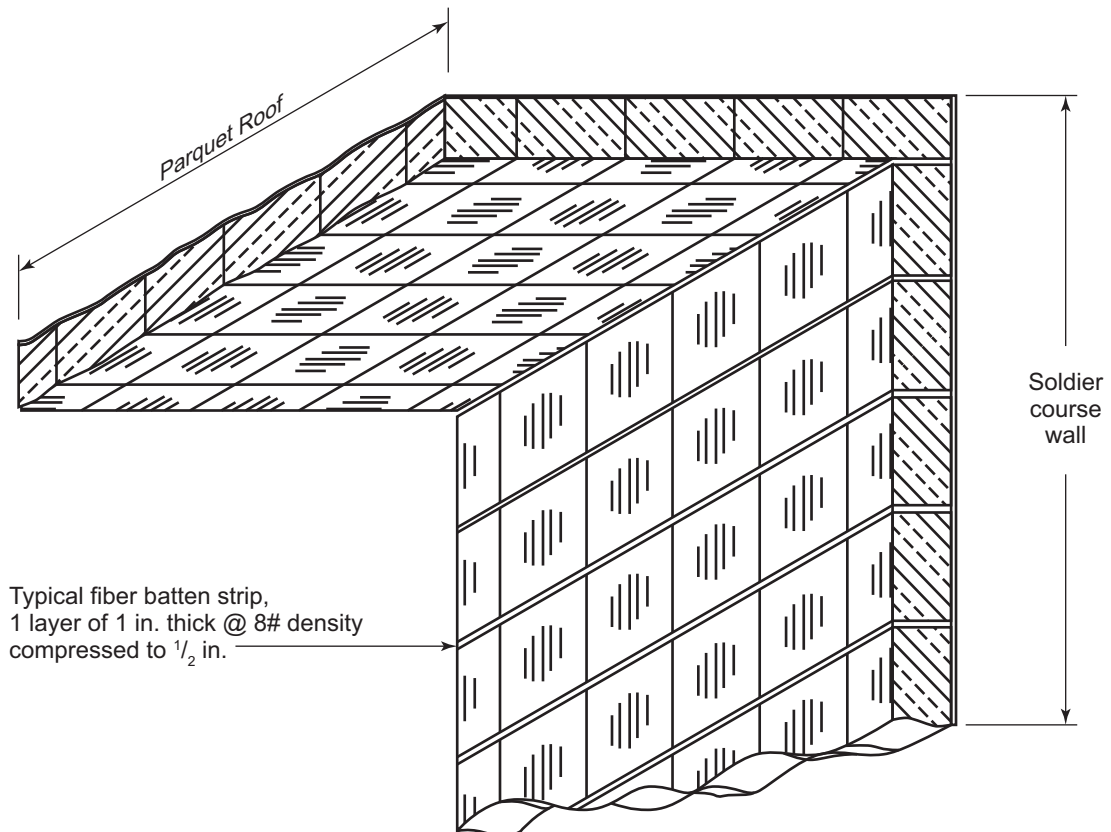 Parquet Roof
Soldier
course
wall
Typical fiber batten strip,
1 layer of 1 in. thick @ 8# density
compressed to 1/2 in.